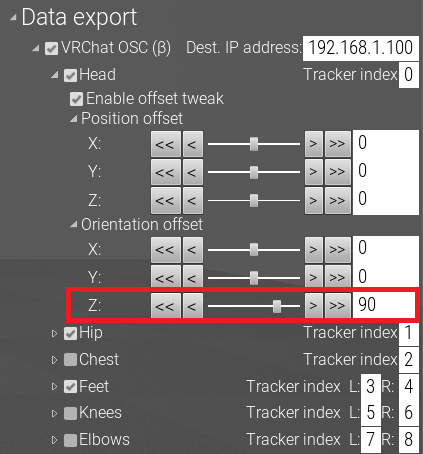 Data export
VRChat OSC (β) Dest. IP address: 192.168.1.100
Head Tracker index 0
Enable offset tweak
Position offset
X: << < > >> 0
Y: << < > >> 0
Z: << < > >> 0
Orientation offset
X: << < > >> 0
Y: << < > >> 0
Z: << < > >> 90
Hip Tracker index 1
Chest Tracker index 2
Feet Tracker index L: 3 R: 4
Knees Tracker index L: 5 R: 6
Elbows Tracker index L: 7 R: 8